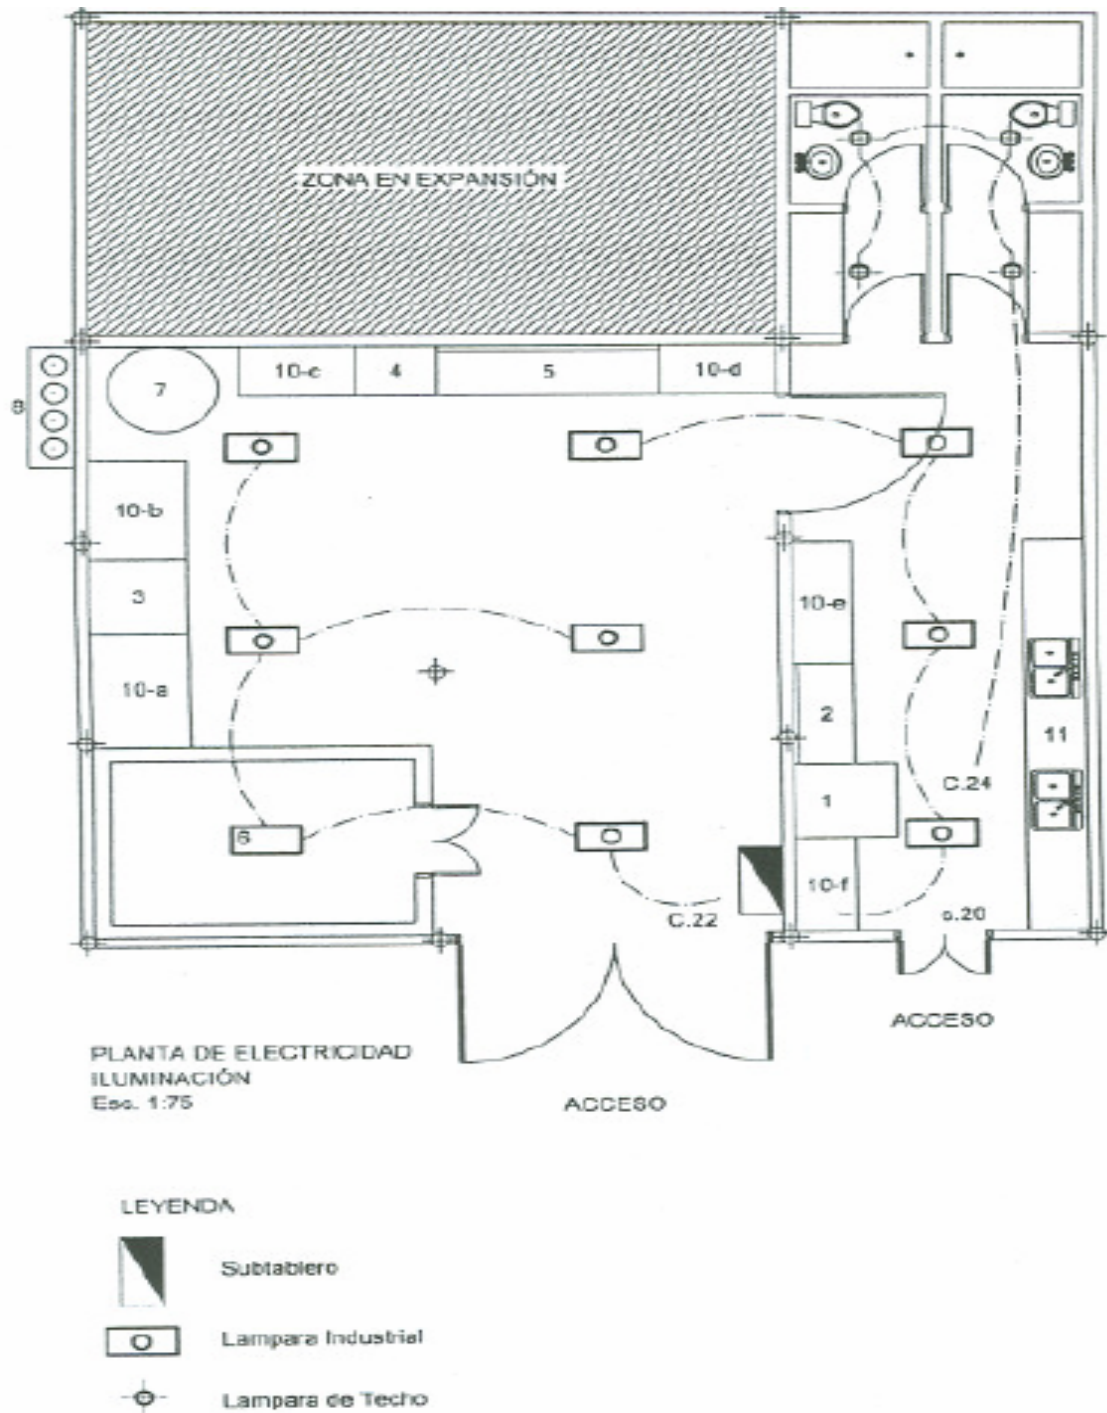 ZONA EN EXPANSIÓN
10-c
4
5
10-d
7
8
10-b
3
10-a
10-e
2
1
11
C.24
6
10-f
C.22
c.20
ACCESO
PLANTA DE ELECTRICIDAD
ILUMINACIÓN
Esc. 1:75
ACCESO
LEYENDA
Subtablero
Lampara Industrial
Lampara de Techo